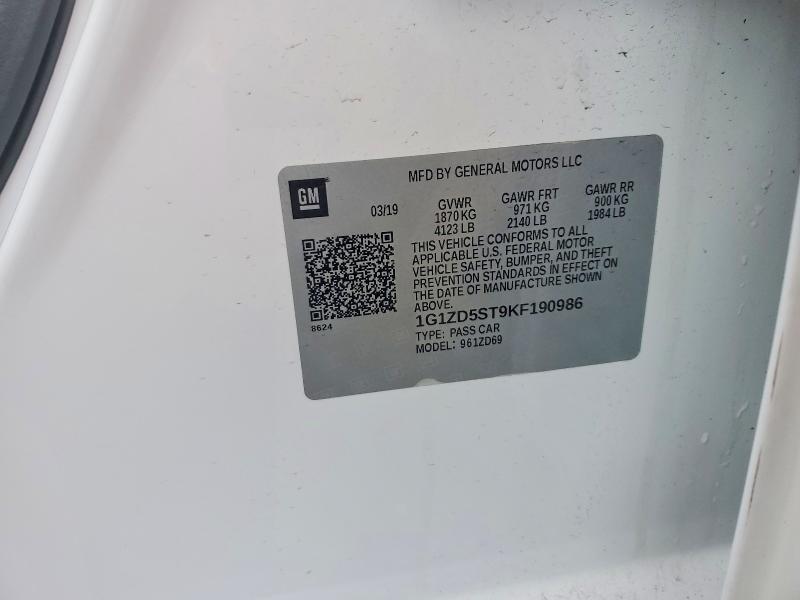 MFD BY GENERAL MOTORS LLC
GM
03/19
GVWR
1870 KG
4123 LB
GAWR FRT
971 KG
2140 LB
GAWR RR
900 KG
1984 LB
THIS VEHICLE CONFORMS TO ALL
APPLICABLE U.S. FEDERAL MOTOR
VEHICLE SAFETY, BUMPER, AND THEFT
PREVENTION STANDARDS IN EFFECT ON
THE DATE OF MANUFACTURE SHOWN
ABOVE.
1G1ZD5ST9KF190986
TYPE: PASS CAR
MODEL: 961ZD69
8624